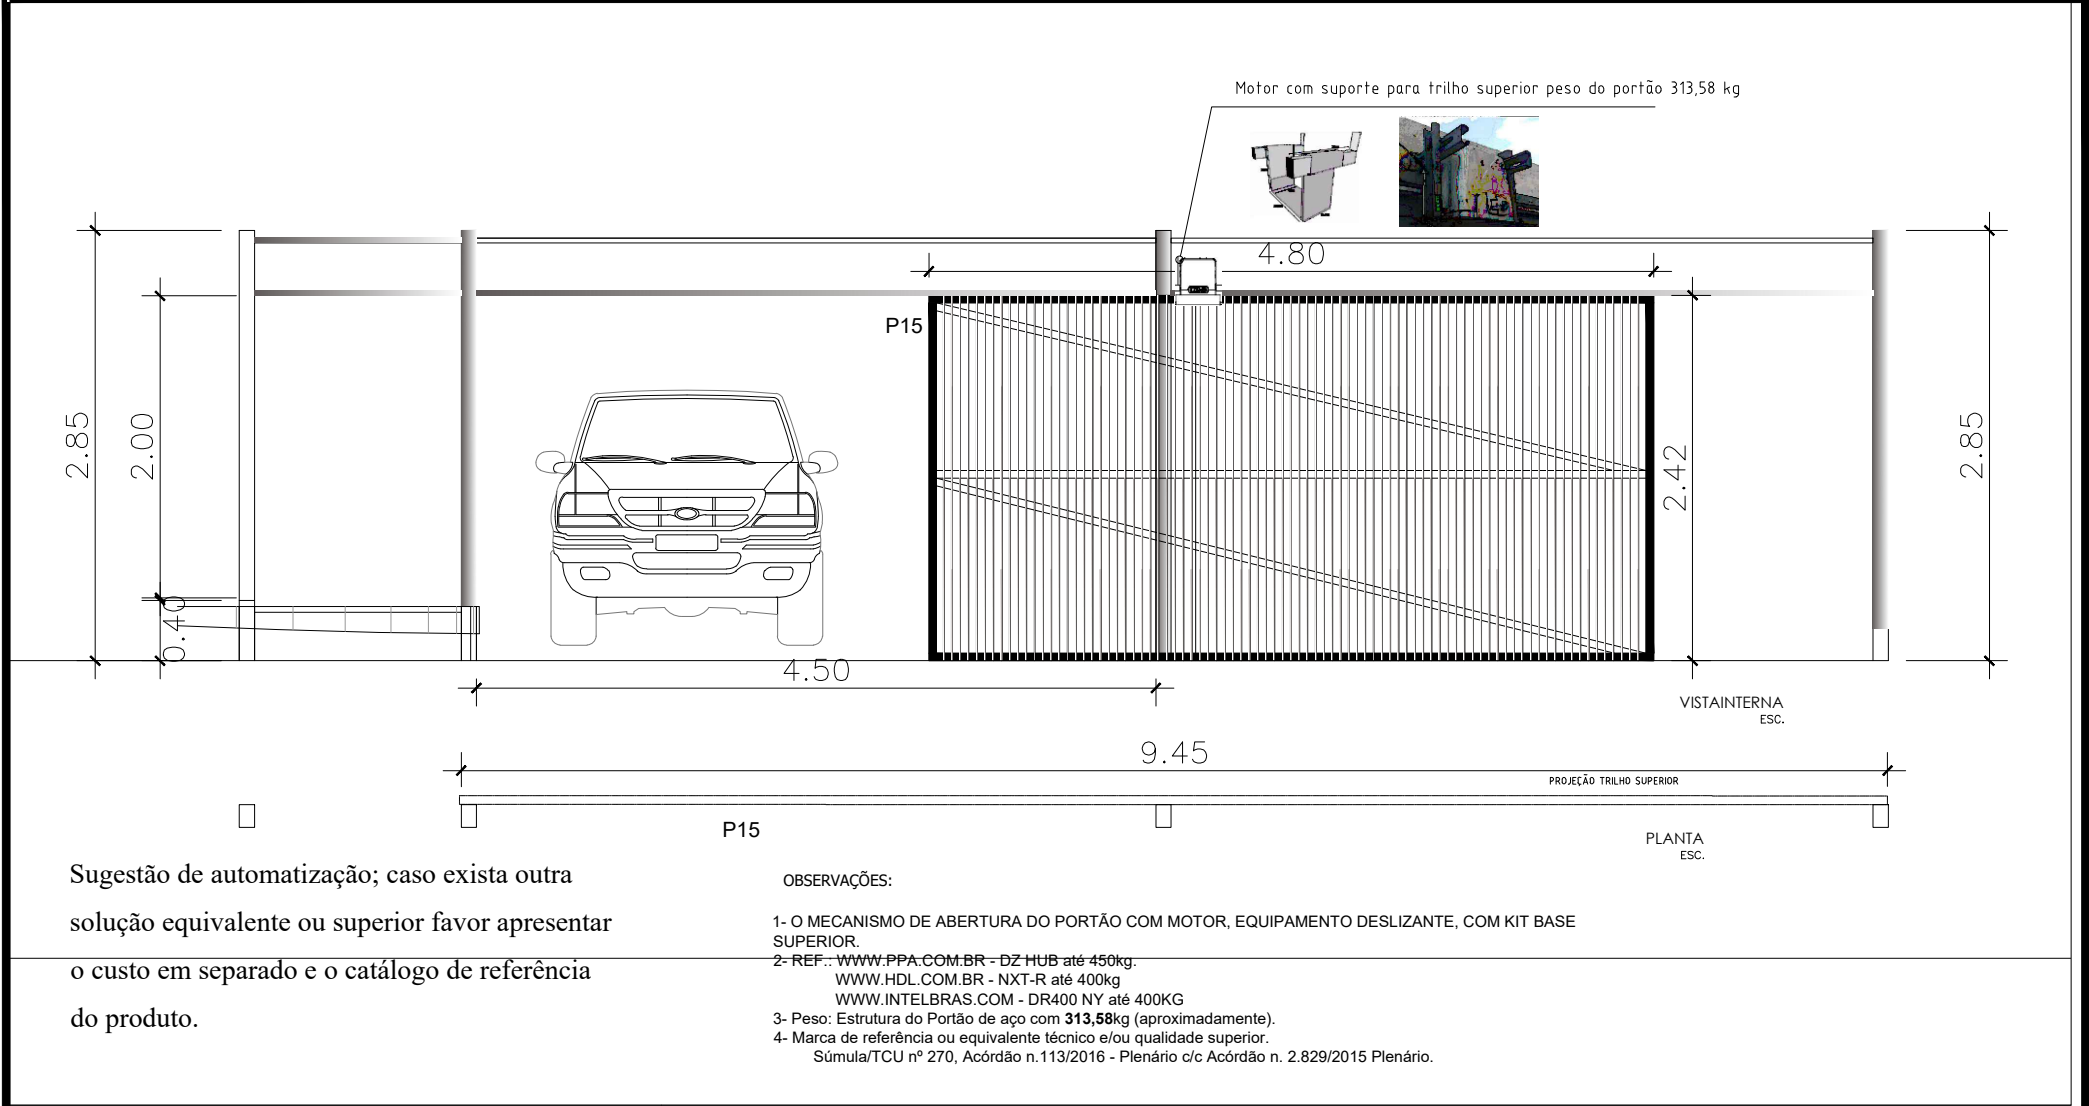 Motor com suporte para trilho superior peso do portão 313,58 kg
4.80
P15
2.85
2.00
0.40
2.42
2.85
4.50
VISTAINTERNA
ESC.
9.45
PROJEÇÃO TRILHO SUPERIOR
P15
PLANTA
ESC.
Sugestão de automatização; caso exista outra
solução equivalente ou superior favor apresentar
o custo em separado e o catálogo de referência
do produto.
OBSERVAÇÕES:
1- O MECANISMO DE ABERTURA DO PORTÃO COM MOTOR, EQUIPAMENTO DESLIZANTE, COM KIT BASE
SUPERIOR.
2- REF.: WWW.PPA.COM.BR - DZ HUB até 450kg.
WWW.HDL.COM.BR - NXT-R até 400kg
WWW.INTELBRAS.COM - DR400 NY até 400KG
3- Peso: Estrutura do Portão de aço com 313,58kg (aproximadamente).
4- Marca de referência ou equivalente técnico e/ou qualidade superior.
Súmula/TCU nº 270, Acórdão n.113/2016 - Plenário c/c Acórdão n. 2.829/2015 Plenário.